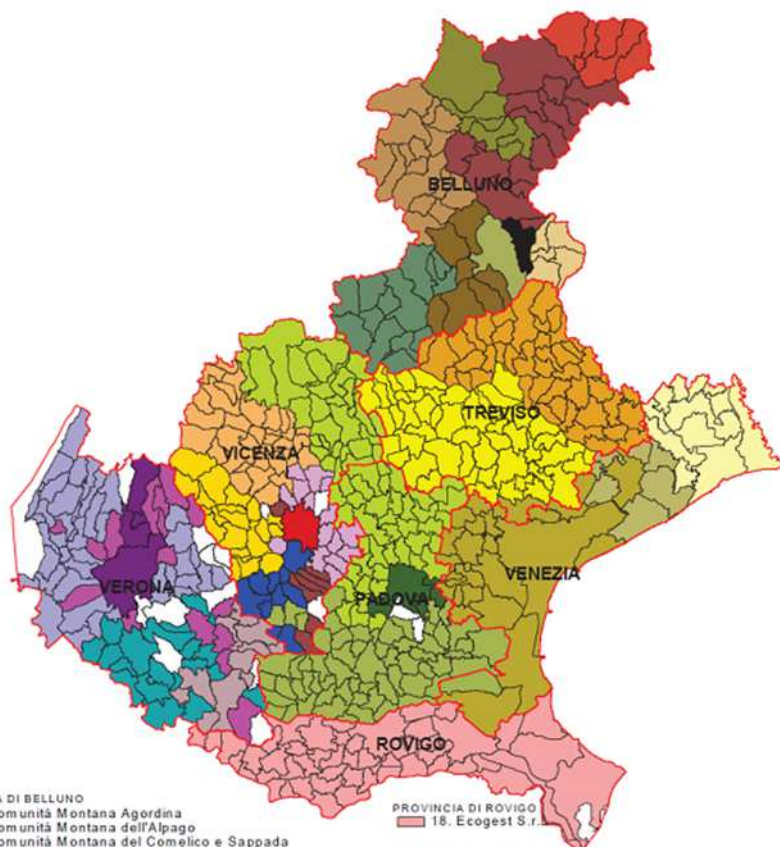 BELLUNO
TREVISO
VICENZA
VERONA
PADOVA
VENEZIA
ROVIGO
A DI BELLUNO
omunità Montana Agordina
omunità Montana dell'Alpago
omunità Montana del Comelico e Sappada
PROVINCIA DI ROVIGO
18. Ecogest S.r.